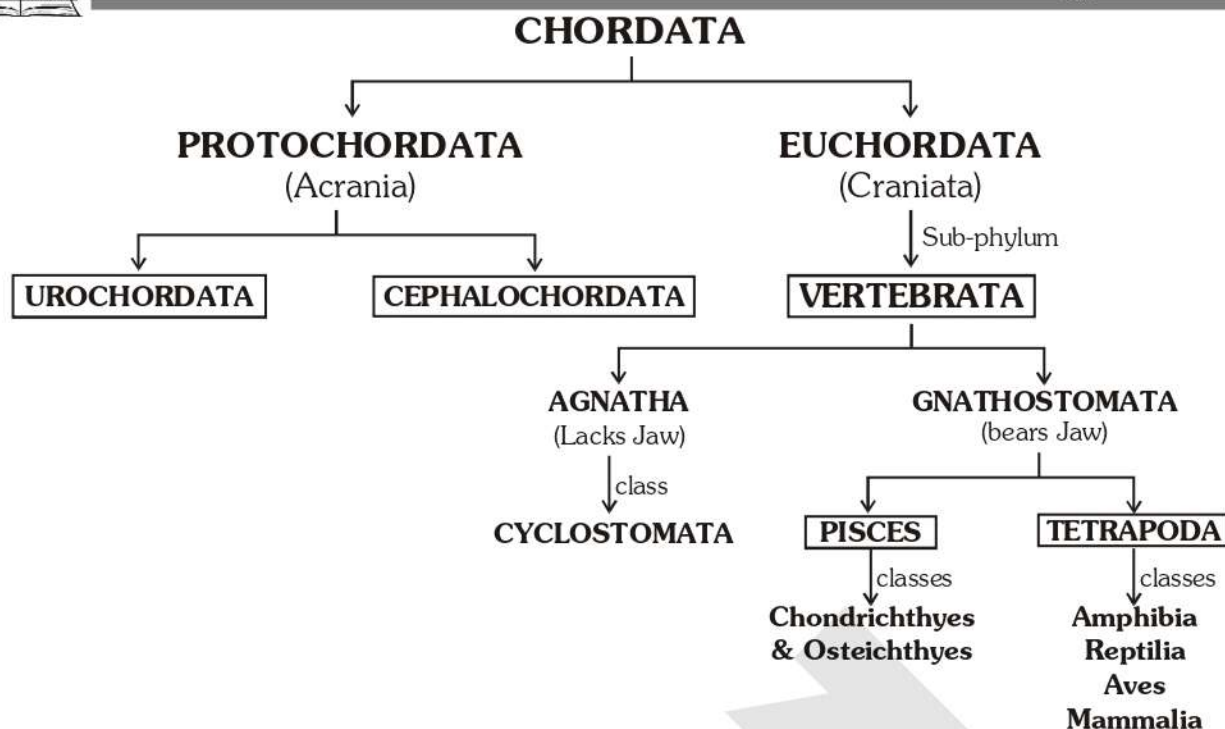 CHORDATA
PROTOCHORDATA
(Acrania)
EUCHORDATA
(Craniata)
Sub-phylum
UROCHORDATA
CEPHALOCHORDATA
VERTEBRATA
AGNATHA
(Lacks Jaw)
class
CYCLOSTOMATA
GNATHOSTOMATA
(bears Jaw)
PISCES
classes
Chondrichthyes
& Osteichthyes
TETRAPODA
classes
Amphibia
Reptilia
Aves
Mammalia